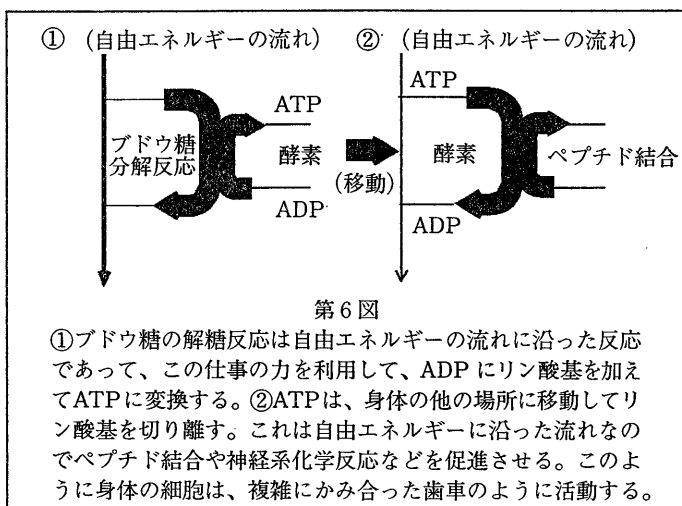 ① (自由エネルギーの流れ) ② (自由エネルギーの流れ)
ATP
ブドウ糖
分解反応
酵素
ADP
(移動)
ATP
酵素
ペプチド結合
ADP
第6図
①ブドウ糖の解糖反応は自由エネルギーの流れに沿った反応
であって、この仕事の力を利用して、ADPにリン酸基を加え
てATPに変換する。②ATPは、身体の他の場所に移動してリ
ン酸基を切り離す。これは自由エネルギーに沿った流れなの
でペプチド結合や神経系化学反応などを促進させる。このよ
うに身体の細胞は、複雑にかみ合った歯車のように活動する。